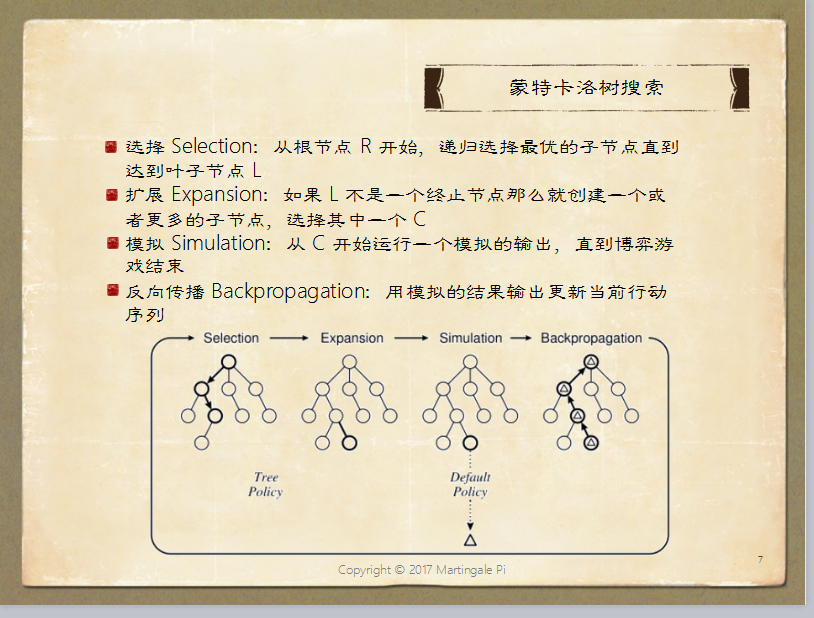 蒙特卡洛树搜索
选择 Selection: 从根节点 R 开始, 递归选择最优的子节点直到
达到叶子节点 L
扩展 Expansion: 如果 L 不是一个终止节点那么就创建一个或
者更多的子节点, 选择其中一个 C
模拟 Simulation: 从 C 开始运行一个模拟的输出, 直到博弈游
戏结束
反向传播 Backpropagation: 用模拟的结果输出更新当前行动
序列
Selection Expansion Simulation Backpropagation
Tree
Policy
Default
Policy
Copyright © 2017 Martingale Pi
7